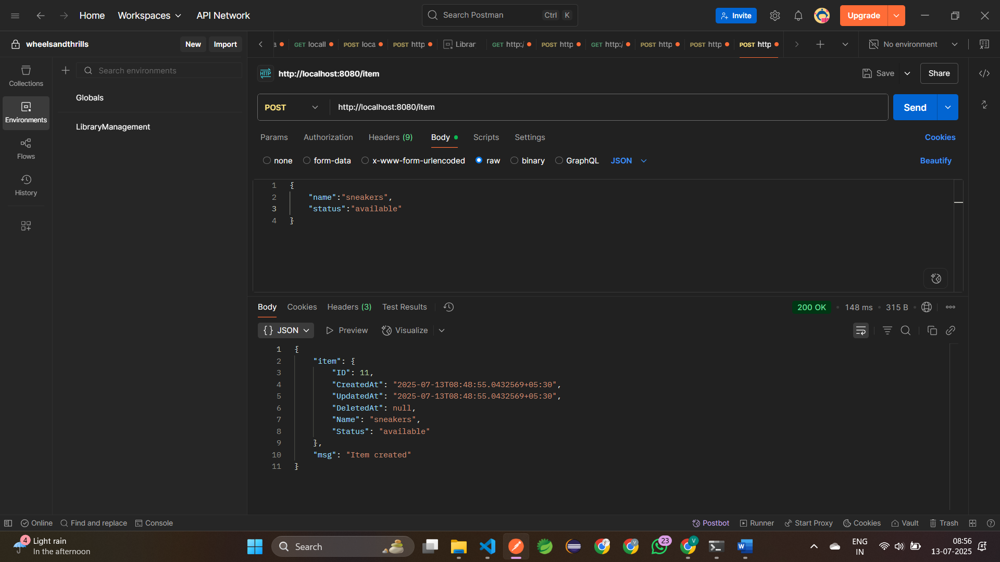 Home Workspaces API Network
Search Postman Ctrl K
Invite
Upgrade
wheelsandthrills New Import
a GET locall POST loca POST http Librar GET http:/ POST http GET http:/ POST http POST http POST http No environment
Collections
Environments
Flows
History
Search environments
Globals
LibraryManagement
HTTP http://localhost:8080/item Save Share
POST http://localhost:8080/item Send
Params Authorization Headers (9) Body Scripts Settings Cookies
none form-data x-www-form-urlencoded raw binary GraphQL JSON Beautify
1 {
2 "name":"sneakers",
3 "status":"available"
4 }
Body Cookies Headers (3) Test Results 200 OK 148 ms 315 B
{} JSON Preview Visualize
1 {
2 "item": {
3 "ID": 11,
4 "CreatedAt": "2025-07-13T08:48:55.0432569+05:30",
5 "UpdatedAt": "2025-07-13T08:48:55.0432569+05:30",
6 "DeletedAt": null,
7 "Name": "sneakers",
8 "Status": "available"
9 },
10 "msg": "Item created"
11 }
Online Find and replace Console Postbot Runner Start Proxy Cookies Vault Trash
4 Light rain
In the afternoon
Search
23
V
ENG
IN
08:56
13-07-2025